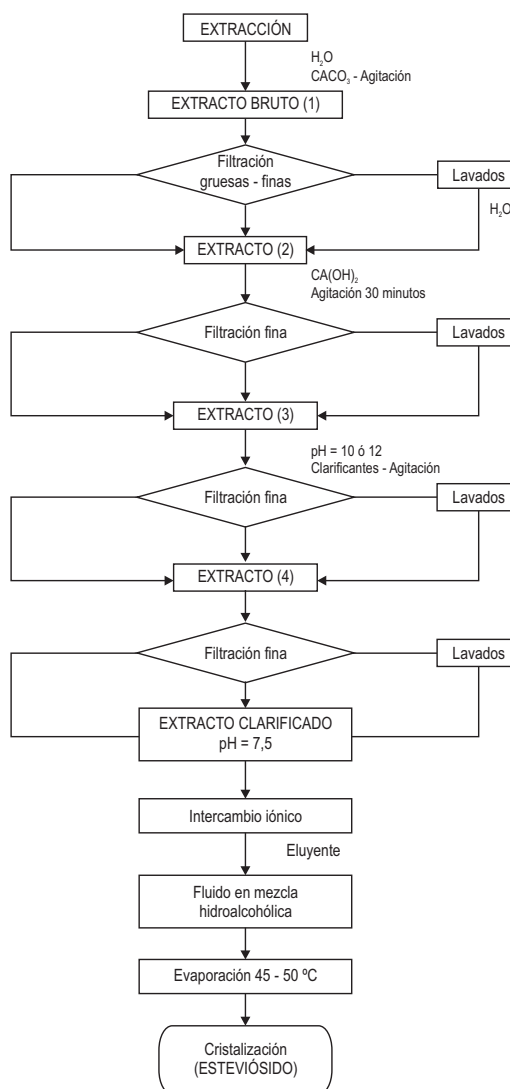 EXTRACCIÓN
H₂O
CACO₃ - Agitación
EXTRACTO BRUTO (1)
Filtración
gruesas - finas
Lavados
H₂O
EXTRACTO (2)
CA(OH)₂
Agitación 30 minutos
Filtración fina
Lavados
EXTRACTO (3)
pH = 10 ó 12
Clarificantes - Agitación
Filtración fina
Lavados
EXTRACTO (4)
Filtración fina
Lavados
EXTRACTO CLARIFICADO
pH = 7,5
Intercambio iónico
Eluyente
Fluido en mezcla
hidroalcohólica
Evaporación 45 - 50 ºC
Cristalización
(ESTEVIÓSIDO)